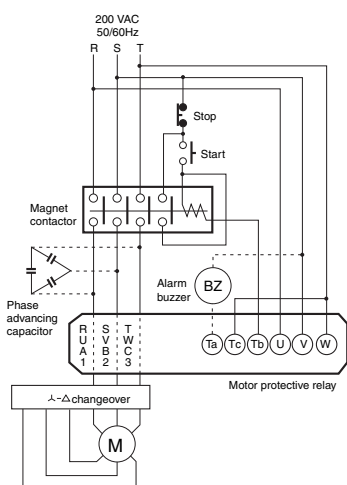 200 VAC
50/60Hz
R S T
Stop
Start
Magnet
contactor
Alarm
buzzer
BZ
Phase
advancing
capacitor
R S T
U V W
A B C
1 2 3
Ta Tc Tb U V W
Motor protective relay
⅄-△changeover
M